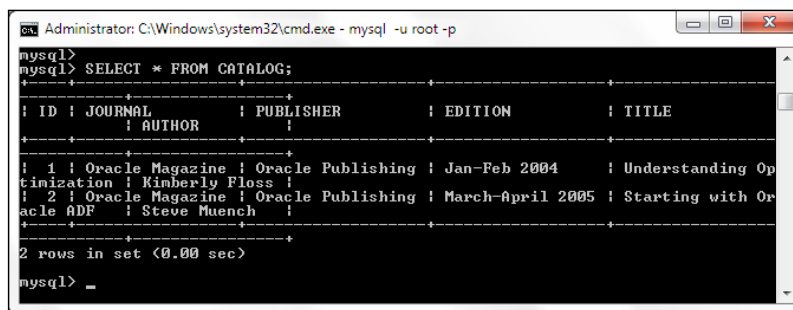 Administrator: C:\Windows\system32\cmd.exe - mysql -u root -p
mysql>
mysql> SELECT * FROM CATALOG;
+----+-----------------+-------------------+------------------+---------------
-------------+----------------+
| ID | JOURNAL | PUBLISHER | EDITION | TITLE
| AUTHOR |
+----+-----------------+-------------------+------------------+---------------
-------------+----------------+
| 1 | Oracle Magazine | Oracle Publishing | Jan-Feb 2004 | Understanding Op
timization | Kimberly Floss |
| 2 | Oracle Magazine | Oracle Publishing | March-April 2005 | Starting with Or
acle ADF | Steve Muench |
+----+-----------------+-------------------+------------------+---------------
-------------+----------------+
2 rows in set (0.00 sec)
mysql> _